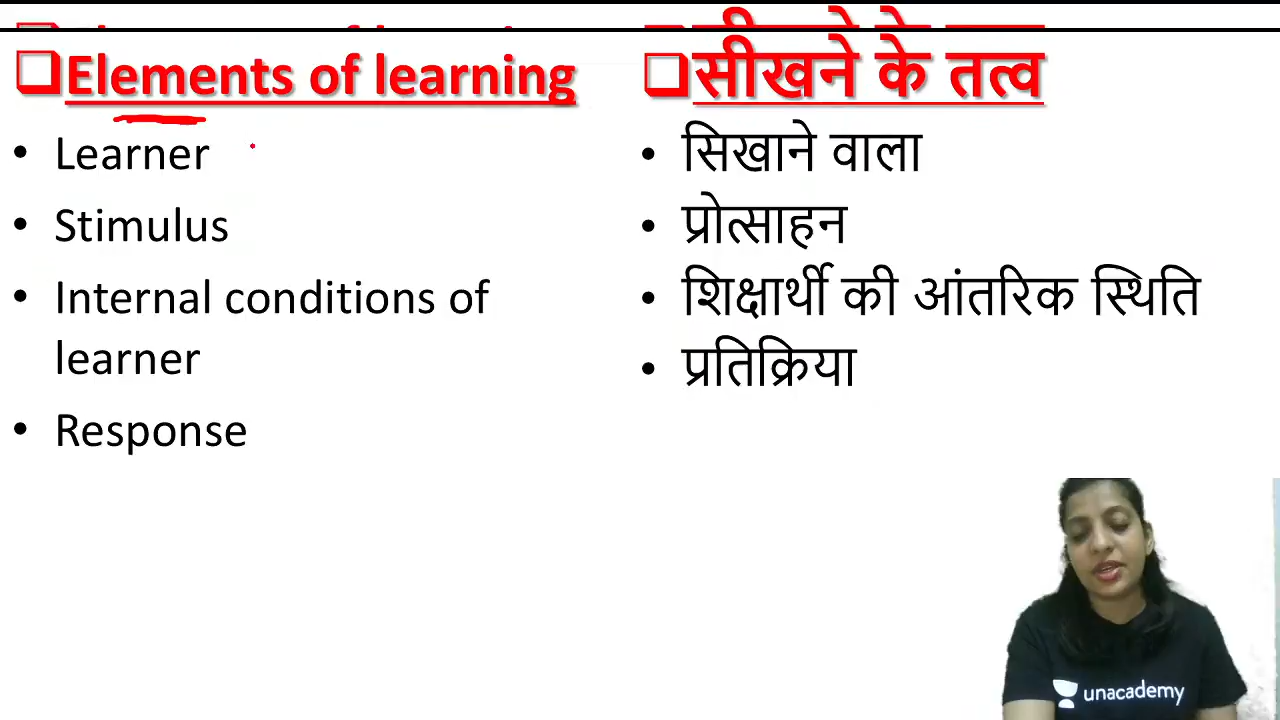 Elements of learning
Learner
Stimulus
Internal conditions of
learner
Response
सीखने के तत्व
सिखाने वाला
प्रोत्साहन
शिक्षार्थी की आंतरिक स्थिति
प्रतिक्रिया
unacademy